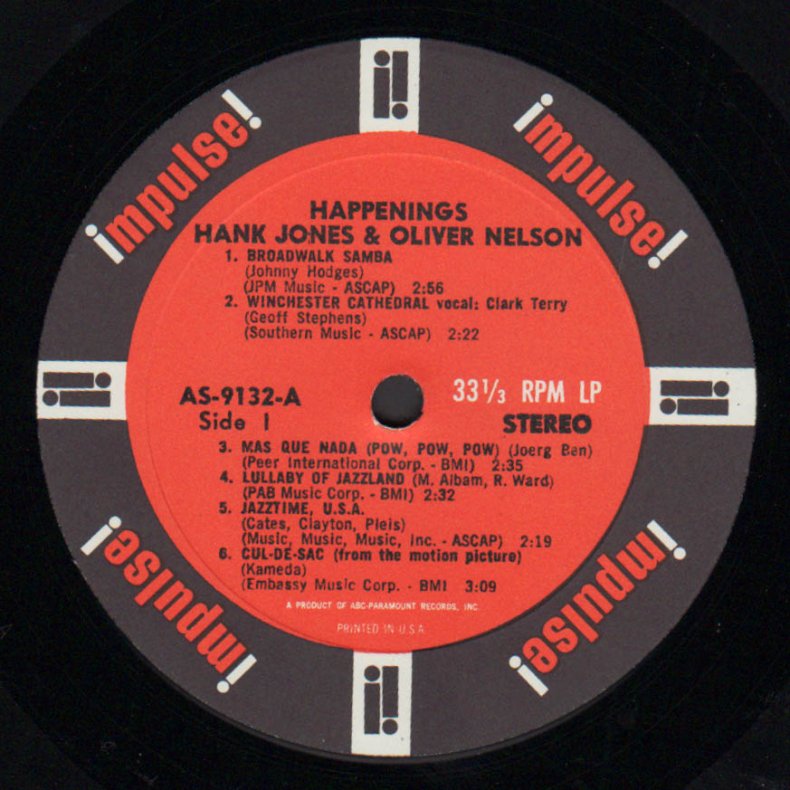 impulse!
impulse!
HAPPENINGS
HANK JONES & OLIVER NELSON
1. BROADWALK SAMBA
(Johnny Hodges)
(JPM Music - ASCAP) 2:56
2. WINCHESTER CATHEDRAL vocal: Clark Terry
(Geoff Stephens)
(Southern Music - ASCAP) 2:22
AS-9132-A
33⅓ RPM LP
Side 1
STEREO
3. MAS QUE NADA (POW, POW, POW) (Joerg Ben)
(Peer International Corp. - BMI) 2:35
4. LULLABY OF JAZZLAND (M. Albam, R. Ward)
(PAB Music Corp. - BMI) 2:32
5. JAZZTIME, U.S.A.
(Cates, Clayton, Pleis)
(Music, Music, Music, Inc. - ASCAP) 2:19
6. CUL-DE-SAC (from the motion picture)
(Kameda)
(Embassy Music Corp. - BMI 3:09
A PRODUCT OF ABC-PARAMOUNT RECORDS, INC.
PRINTED IN U.S.A.
impulse!
impulse!